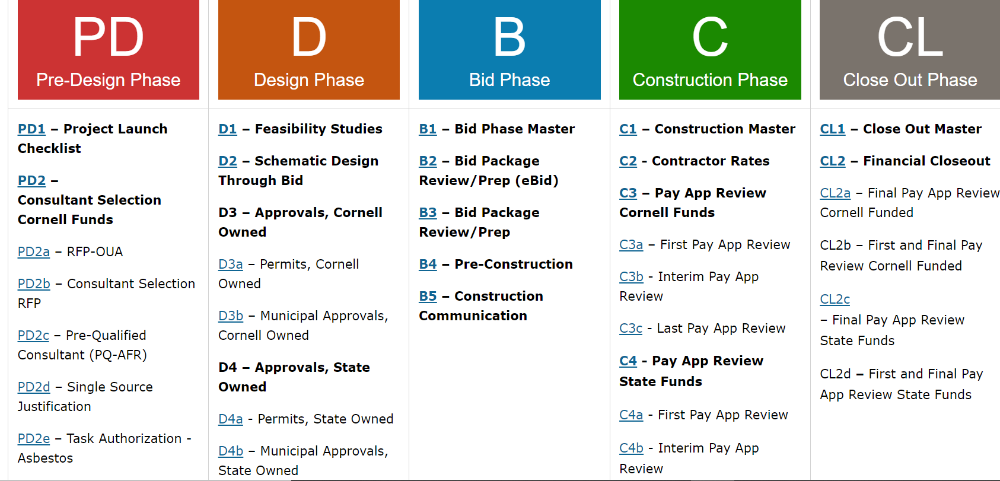 PD
Pre-Design Phase
PD1 – Project Launch
Checklist
PD2 –
Consultant Selection
Cornell Funds
PD2a – RFP-OUA
PD2b – Consultant Selection
RFP
PD2c – Pre-Qualified
Consultant (PQ-AFR)
PD2d – Single Source
Justification
PD2e – Task Authorization -
Asbestos
D
Design Phase
D1 – Feasibility Studies
D2 – Schematic Design
Through Bid
D3 – Approvals, Cornell
Owned
D3a – Permits, Cornell
Owned
D3b – Municipal Approvals,
Cornell Owned
D4 – Approvals, State
Owned
D4a - Permits, State Owned
D4b – Municipal Approvals,
State Owned
B
Bid Phase
B1 – Bid Phase Master
B2 – Bid Package
Review/Prep (eBid)
B3 – Bid Package
Review/Prep
B4 – Pre-Construction
B5 – Construction
Communication
C
Construction Phase
C1 – Construction Master
C2 - Contractor Rates
C3 – Pay App Review
Cornell Funds
C3a – First Pay App Review
C3b - Interim Pay App
Review
C3c - Last Pay App Review
C4 - Pay App Review
State Funds
C4a - First Pay App Review
C4b - Interim Pay App
Review
CL
Close Out Phase
CL1 – Close Out Master
CL2 – Financial Closeout
CL2a – Final Pay App Review
Cornell Funded
CL2b – First and Final Pay
Review Cornell Funded
CL2c
– Final Pay App Review
State Funds
CL2d – First and Final Pay
App Review State Funds